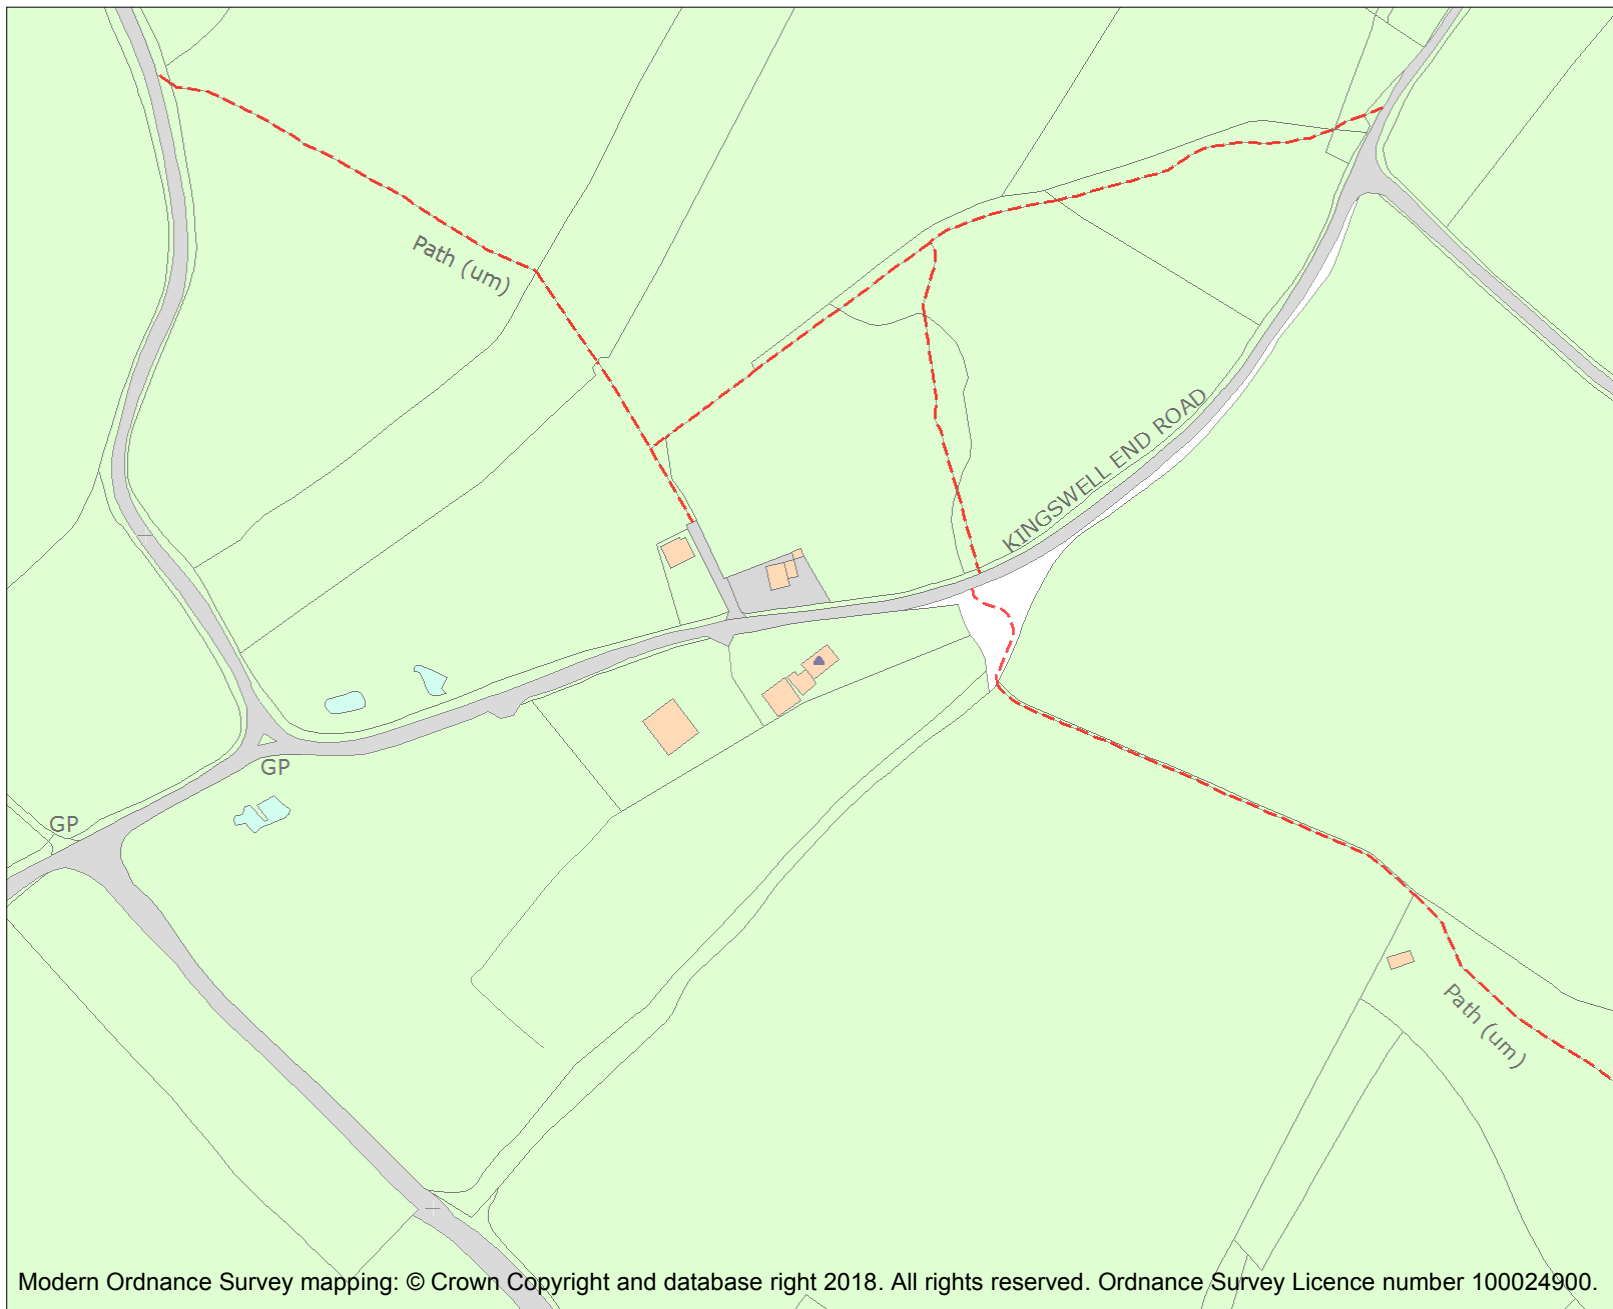 Path (um)
KINGSWELL END ROAD
GP
GP
Path (um)
Modern Ordnance Survey mapping: © Crown Copyright and database right 2018. All rights reserved. Ordnance Survey Licence number 100024900.